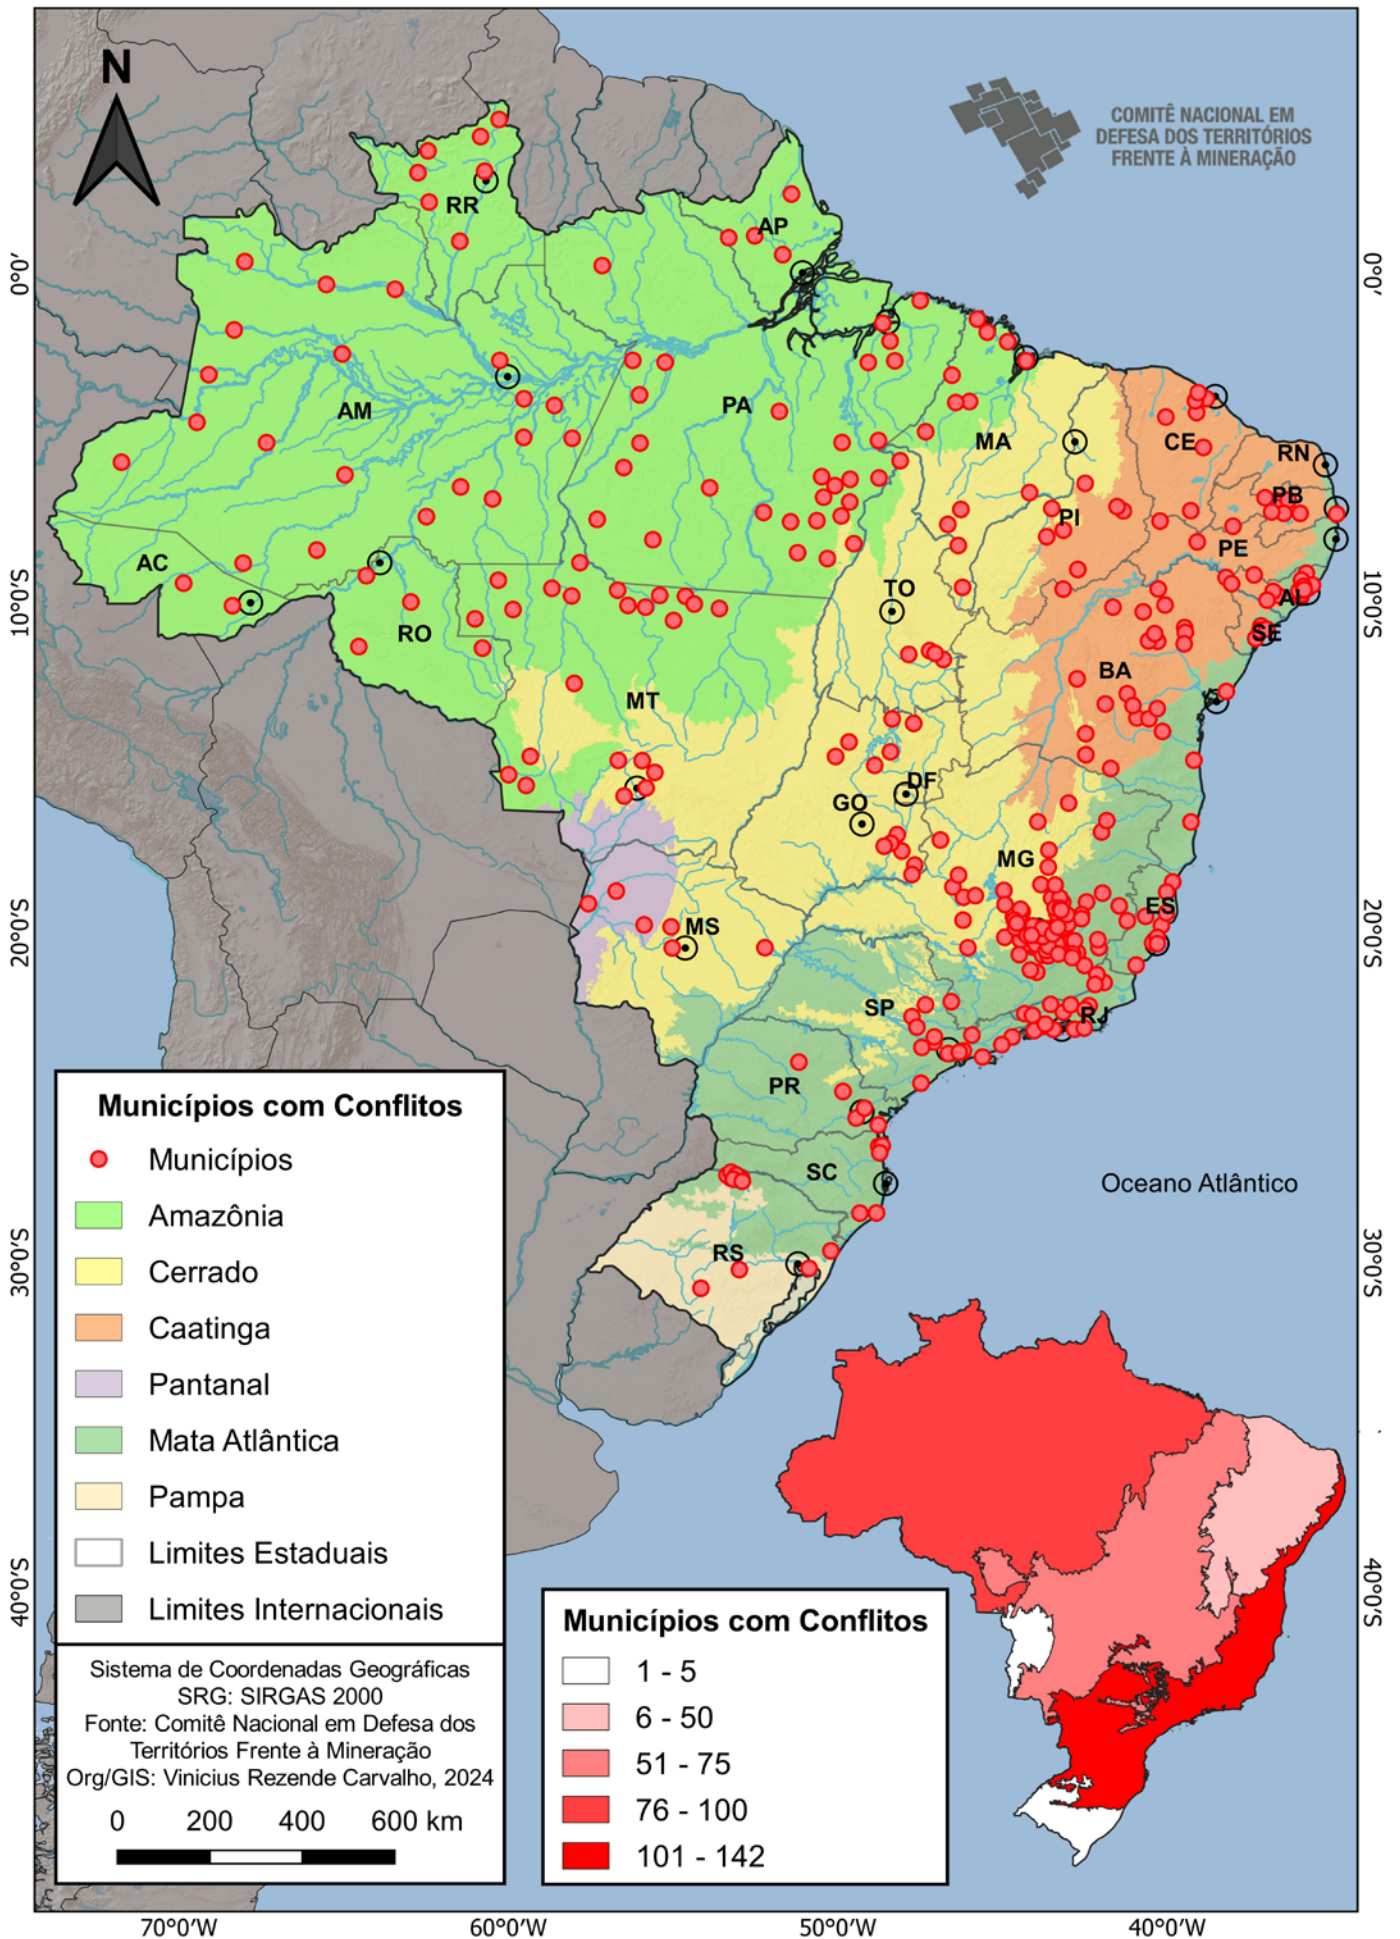 N
COMITÊ NACIONAL EM
DEFESA DOS TERRITÓRIOS
FRENTE À MINERAÇÃO
RR
AP
0°0'
0°0'
AM
PA
MA
CE
RN
PB
PI
PE
AC
TO
AL
10°0'S
10°0'S
RO
SE
BA
MT
DF
GO
MG
ES
20°0'S
20°0'S
MS
SP
RJ
PR
SC
Oceano Atlântico
RS
30°0'S
30°0'S
Municípios com Conflitos
Municípios
Amazônia
Cerrado
Caatinga
Pantanal
Mata Atlântica
Pampa
Limites Estaduais
Limites Internacionais
40°0'S
40°0'S
Sistema de Coordenadas Geográficas
SRG: SIRGAS 2000
Fonte: Comitê Nacional em Defesa dos
Territórios Frente à Mineração
Org/GIS: Vinicius Rezende Carvalho, 2024
0 200 400 600 km
Municípios com Conflitos
1 - 5
6 - 50
51 - 75
76 - 100
101 - 142
70°0'W 60°0'W 50°0'W 40°0'W